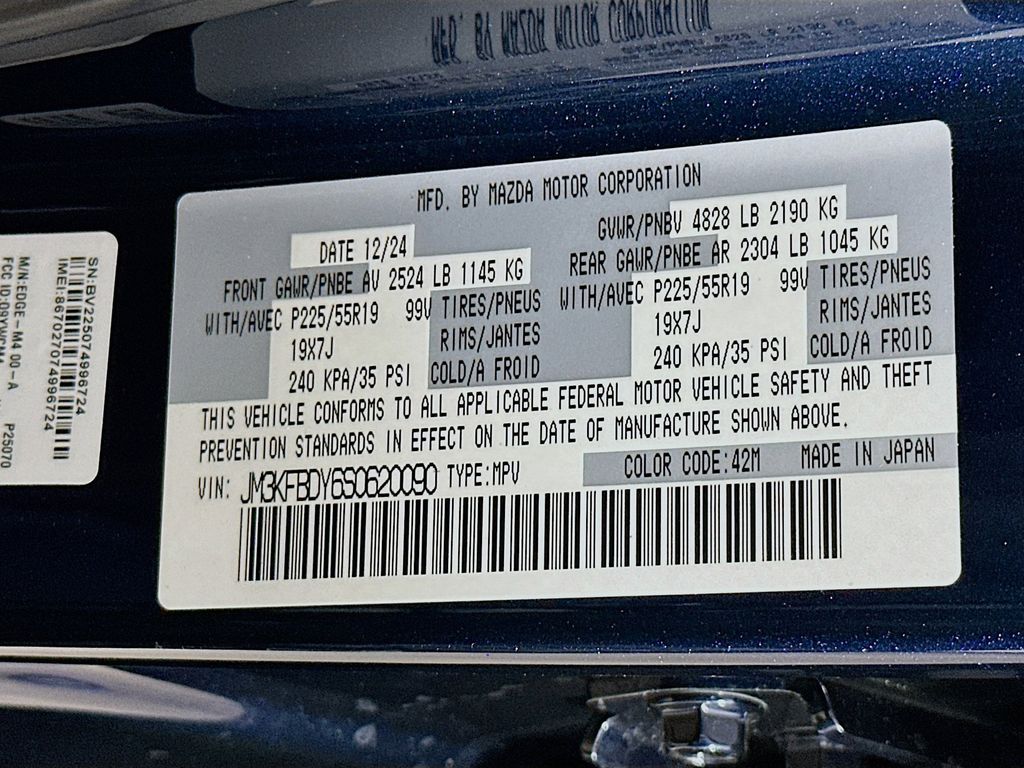 MFD. BY MAZDA MOTOR CORPORATION
DATE 12/24
GVWR/PNBV 4828 LB 2190 KG
FRONT GAWR/PNBE AV 2524 LB 1145 KG
REAR GAWR/PNBE AR 2304 LB 1045 KG
WITH/AVEC P225/55R19 99V TIRES/PNEUS
19X7J RIMS/JANTES
240 KPA/35 PSI COLD/A FROID
WITH/AVEC P225/55R19 99V TIRES/PNEUS
19X7J RIMS/JANTES
240 KPA/35 PSI COLD/A FROID
THIS VEHICLE CONFORMS TO ALL APPLICABLE FEDERAL MOTOR VEHICLE SAFETY AND THEFT
PREVENTION STANDARDS IN EFFECT ON THE DATE OF MANUFACTURE SHOWN ABOVE.
VIN: JM3KFBDY6S0620090 TYPE:MPV
COLOR CODE:42M MADE IN JAPAN
SN:BV225074996724
IMEI:867027074996724
M/N:EDGE-M4 00-A P25070
FCC ID: